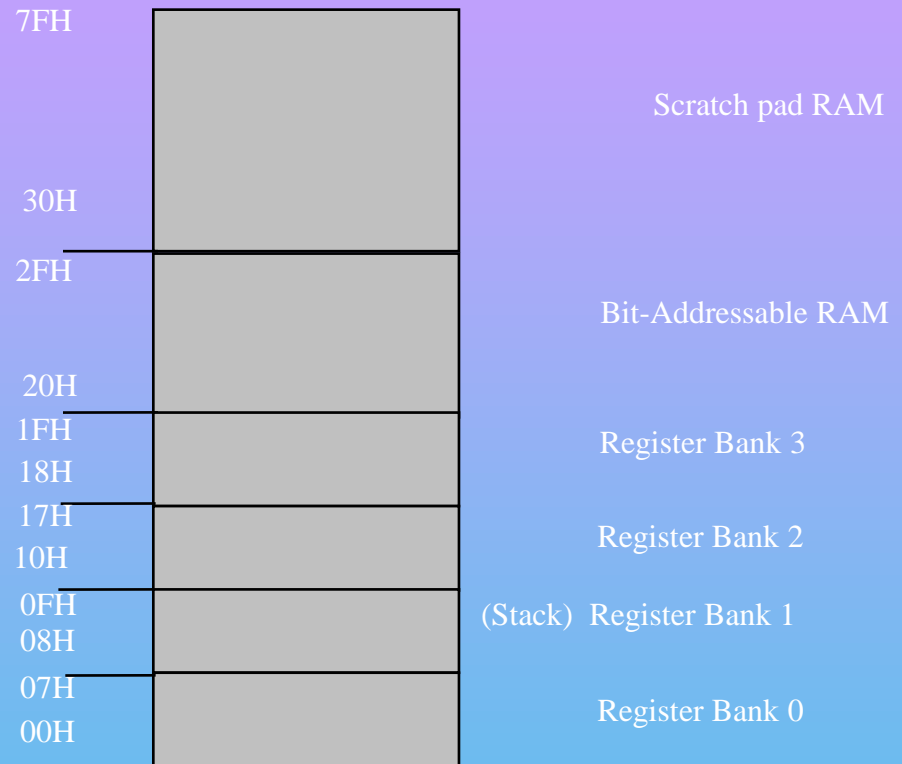 7FH
Scratch pad RAM
30H
2FH
Bit-Addressable RAM
20H
1FH
Register Bank 3
18H
17H
Register Bank 2
10H
0FH
(Stack) Register Bank 1
08H
07H
Register Bank 0
00H